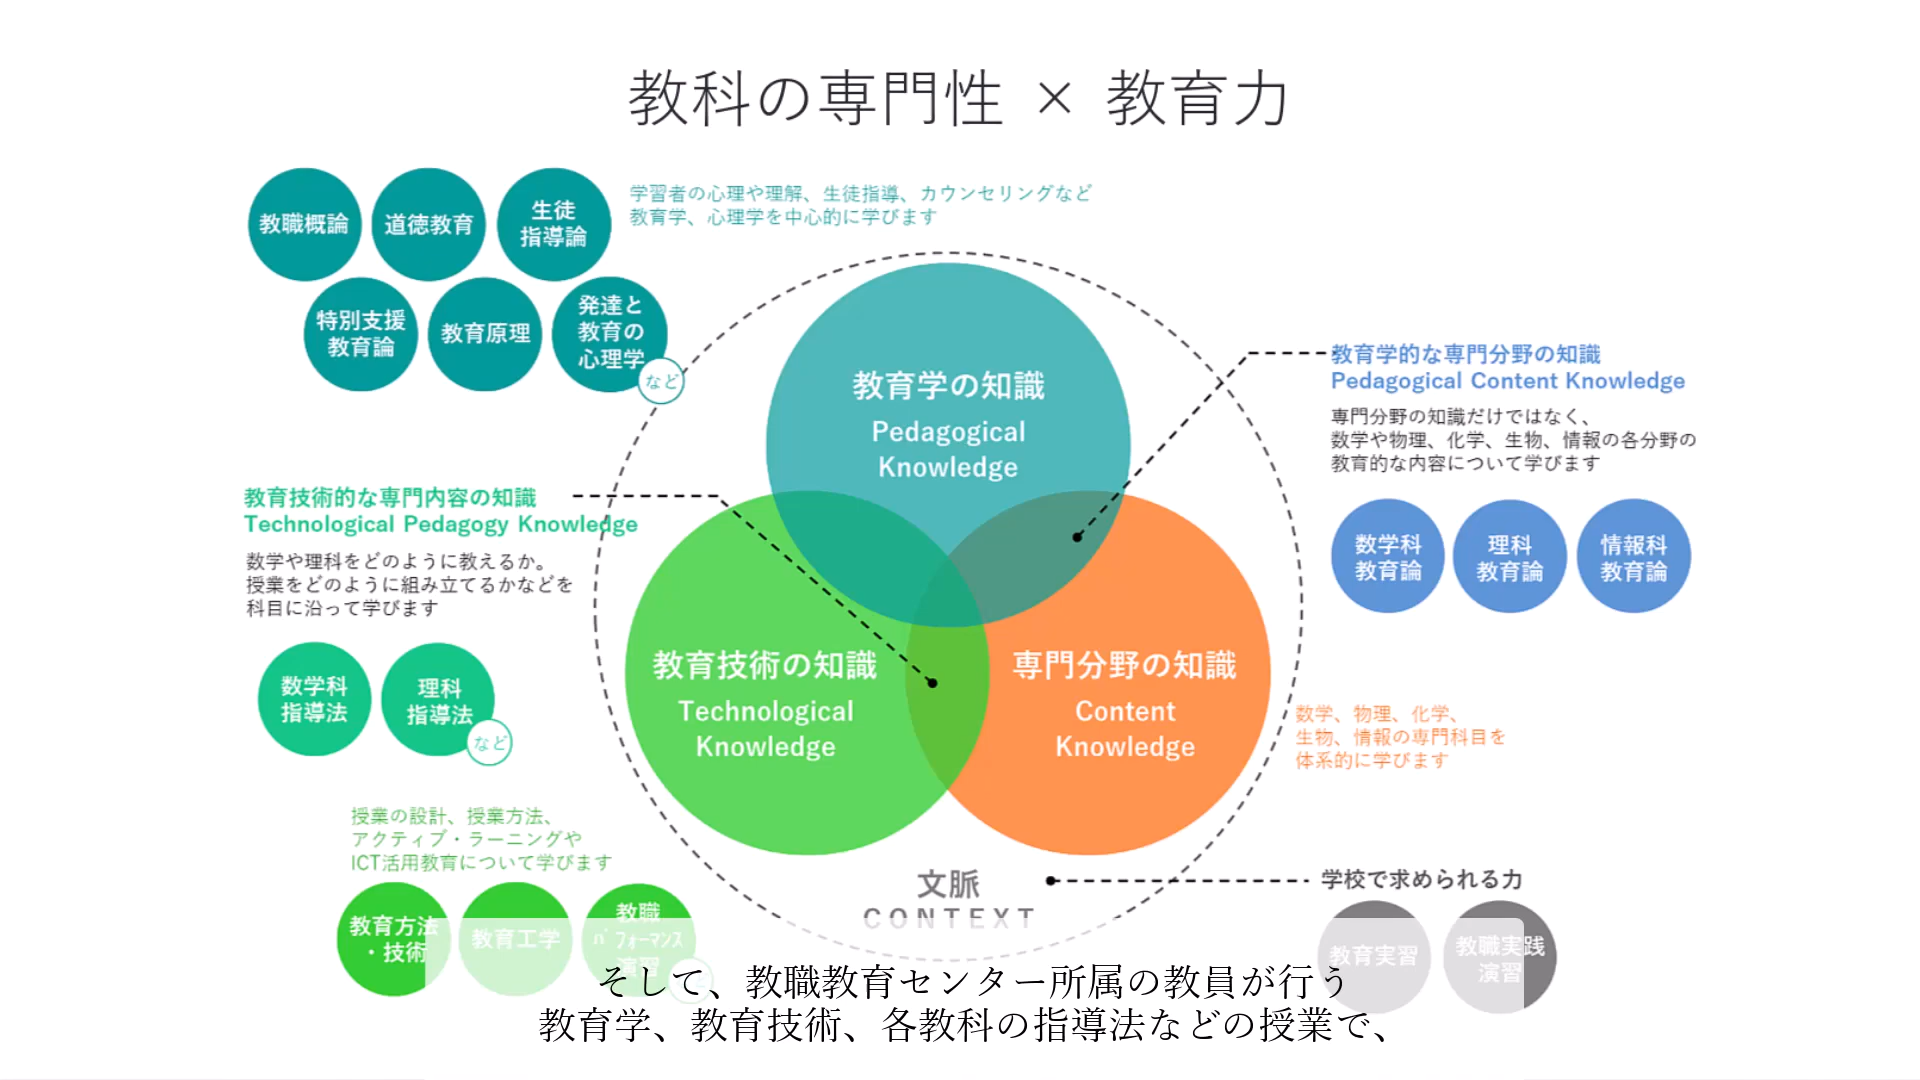 教科の専門性 × 教育力
教職概論
道徳教育
生徒
指導論
特別支援
教育論
教育原理
発達と
教育の
心理学
など
学習者の心理や理解、生徒指導、カウンセリングなど
教育学、心理学を中心的に学びます
教育学の知識
Pedagogical
Knowledge
教育学的な専門分野の知識
Pedagogical Content Knowledge
専門分野の知識だけではなく、
数学や物理、化学、生物、情報の各分野の
教育的な内容について学びます
数学科
教育論
理科
教育論
情報科
教育論
教育技術的な専門内容の知識
Technological Pedagogy Knowledge
数学や理科をどのように教えるか。
授業をどのように組み立てるかなどを
科目に沿って学びます
数学科
指導法
理科
指導法
など
教育技術の知識
Technological
Knowledge
専門分野の知識
Content
Knowledge
数学、物理、化学、
生物、情報の専門科目を
体系的に学びます
授業の設計、授業方法、
アクティブ・ラーニングや
ICT活用教育について学びます
教育方法
・技術
教育工学
教職
パフォーマンス
演習
文脈
CONTEXT
学校で求められる力
教育実習
教職実践
演習
そして、教職教育センター所属の教員が行う
教育学、教育技術、各教科の指導法などの授業で、